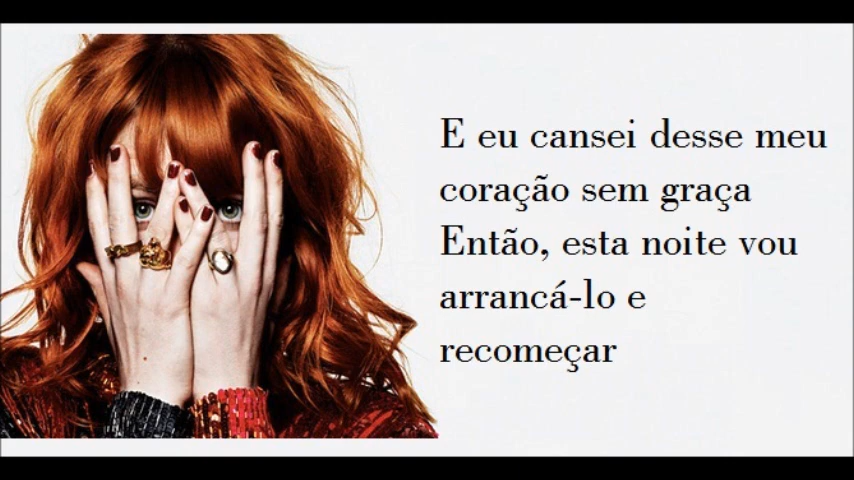 E eu cansei desse meu
coração sem graça
Então, esta noite vou
arrancá-lo e
recomeçar